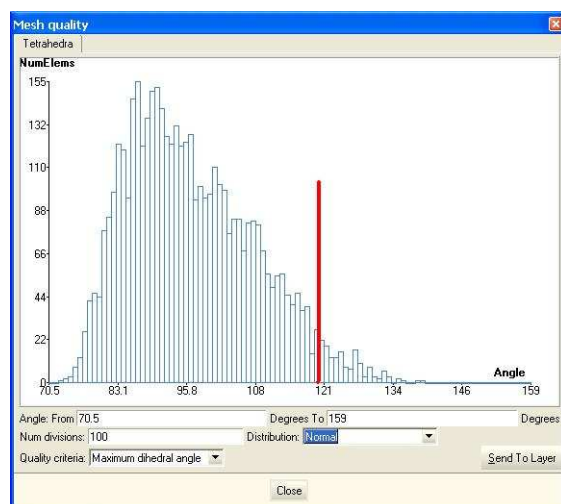 Mesh quality
Tetrahedra
NumElems
155
132
110
88
66
44
22
0
Angle
70.5 83.1 95.8 108 121 134 146 159
Angle: From 70.5 Degrees To 159 Degrees
Num divisions: 100 Distribution: Normal
Quality criteria: Maximum dihedral angle Send To Layer
Close